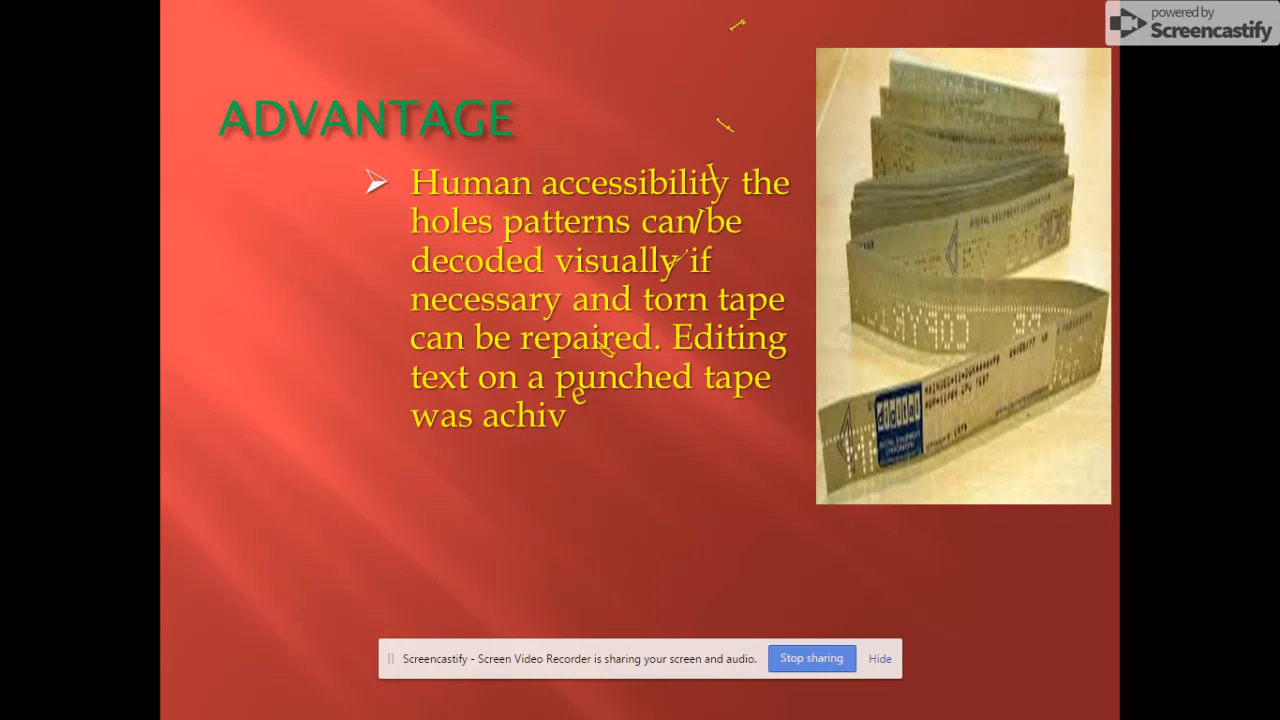 powered by
Screencastify
ADVANTAGE
Human accessibility the
holes patterns can be
decoded visually if
necessary and torn tape
can be repaired. Editing
text on a punched tape
was achiv e
digital
Screencastify - Screen Video Recorder is sharing your screen and audio.
Stop sharing
Hide